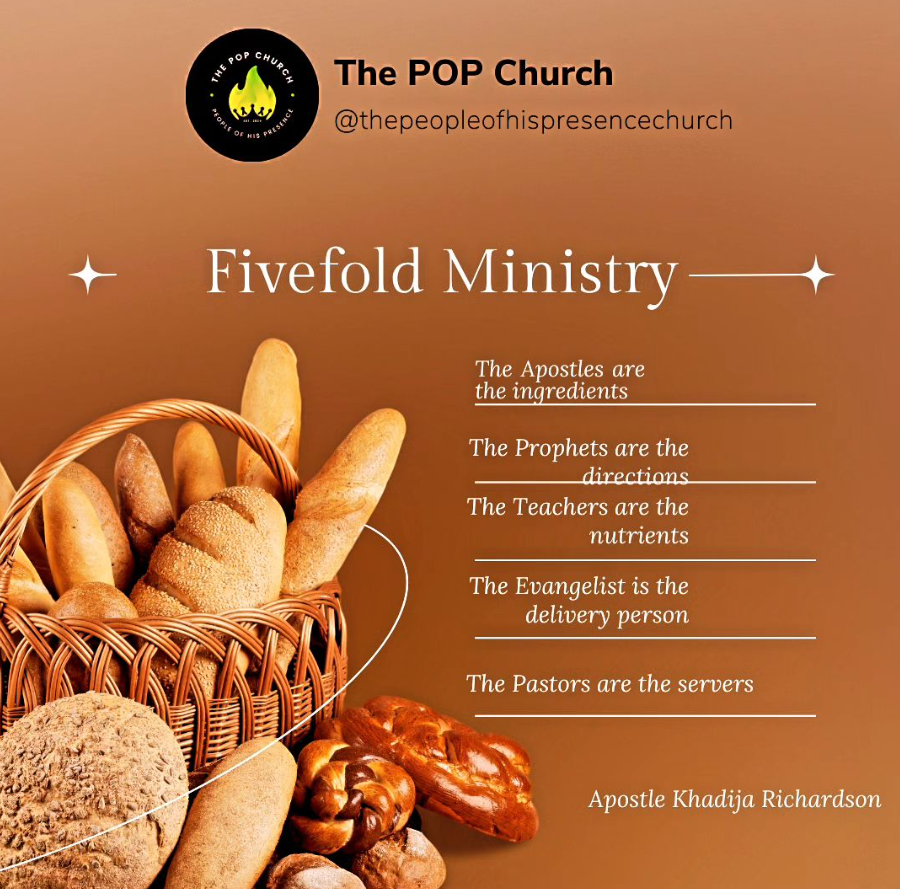 THE POP CHURCH
PEOPLE OF HIS PRESENCE
The POP Church
@thepeopleofhispresencechurch
Fivefold Ministry
The Apostles are
the ingredients
The Prophets are the
directions
The Teachers are the
nutrients
The Evangelist is the
delivery person
The Pastors are the servers
Apostle Khadija Richardson